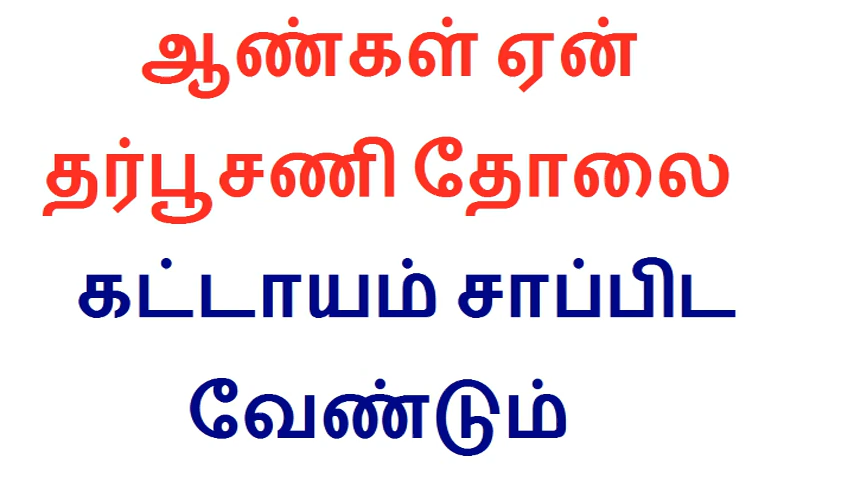 ஆண்கள் ஏன்
தர்பூசணி தோலை
கட்டாயம் சாப்பிட
வேண்டும்